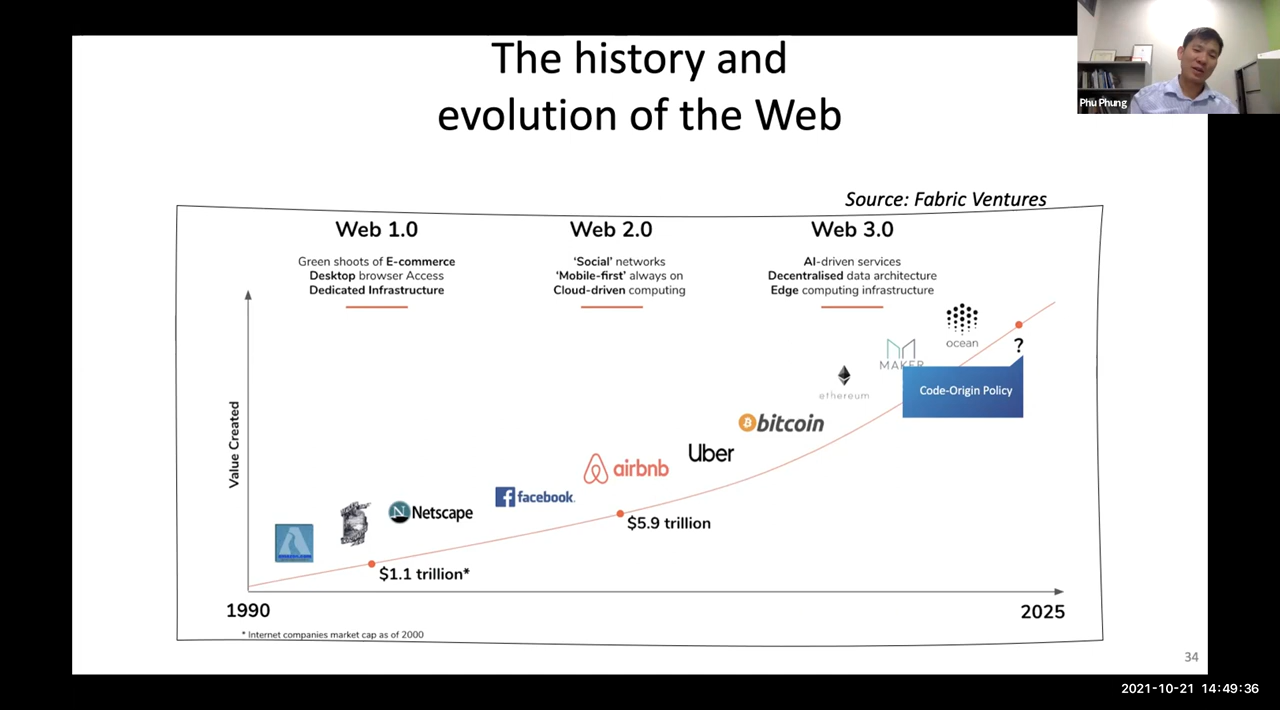 The history and
evolution of the Web
Phu Phung
Source: Fabric Ventures
Web 1.0
Green shoots of E-commerce
Desktop browser Access
Dedicated Infrastructure
Web 2.0
‘Social’ networks
‘Mobile-first’ always on
Cloud-driven computing
Web 3.0
AI-driven services
Decentralised data architecture
Edge computing infrastructure
ocean
?
MAKER
Code-Origin Policy
ethereum
bitcoin
Uber
airbnb
facebook.
N Netscape
amazon.com
Value Created
$5.9 trillion
$1.1 trillion*
1990
2025
* Internet companies market cap as of 2000
34
2021-10-21 14:49:36